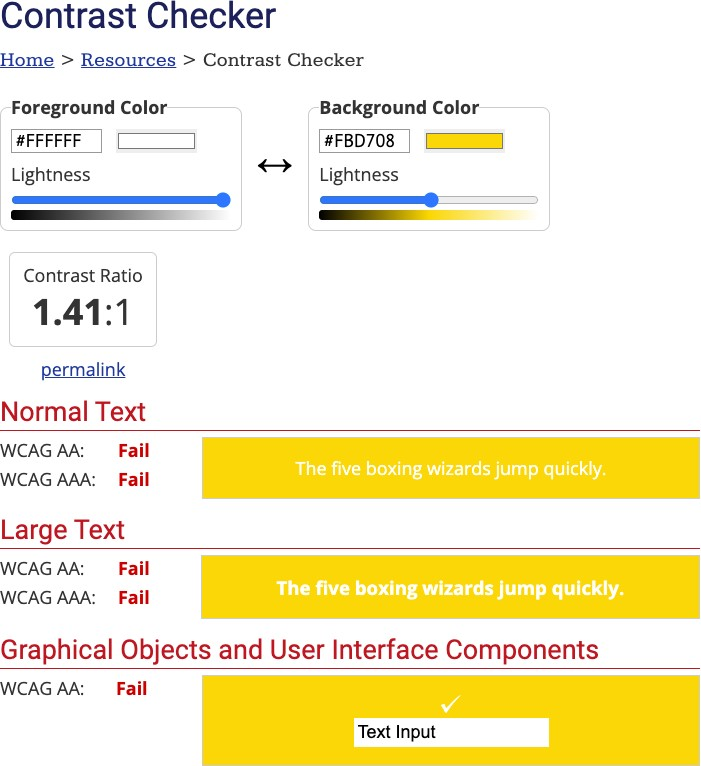 Contrast Checker
Home > Resources > Contrast Checker
Foreground Color
#FFFFFF
Lightness
Background Color
#FBD708
Lightness
Contrast Ratio
1.41:1
permalink
Normal Text
WCAG AA: Fail
WCAG AAA: Fail
The five boxing wizards jump quickly.
Large Text
WCAG AA: Fail
WCAG AAA: Fail
The five boxing wizards jump quickly.
Graphical Objects and User Interface Components
WCAG AA: Fail
Text Input